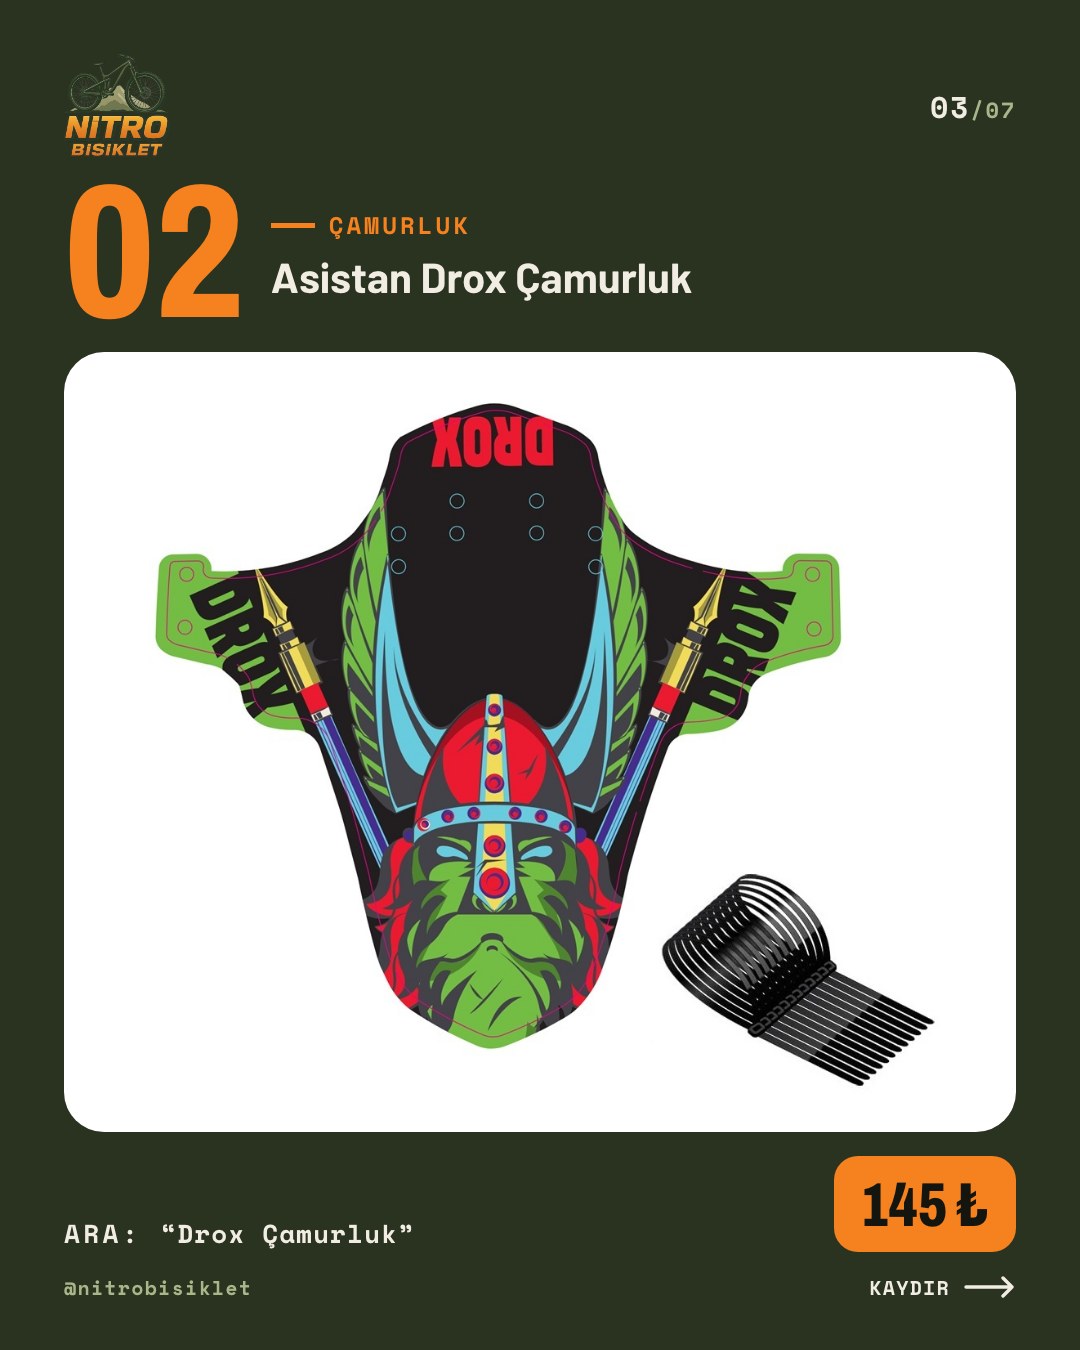 NiTRO
BISIKLET
03/07
02
ÇAMURLUK
Asistan Drox Çamurluk
DROX
DROX
DROX
145 ₺
ARA: “Drox Çamurluk”
@nitrobisiklet
KAYDIR